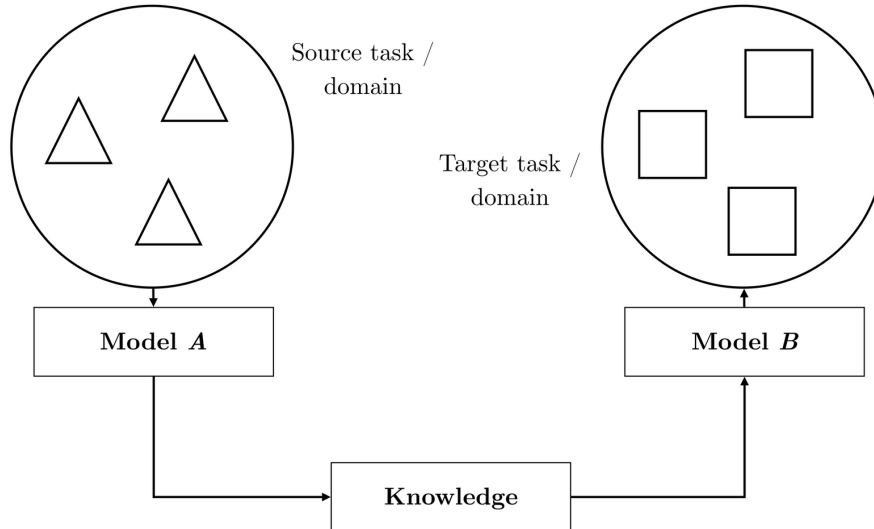 Source task /
domain
Target task /
domain
Model A
Model B
Knowledge